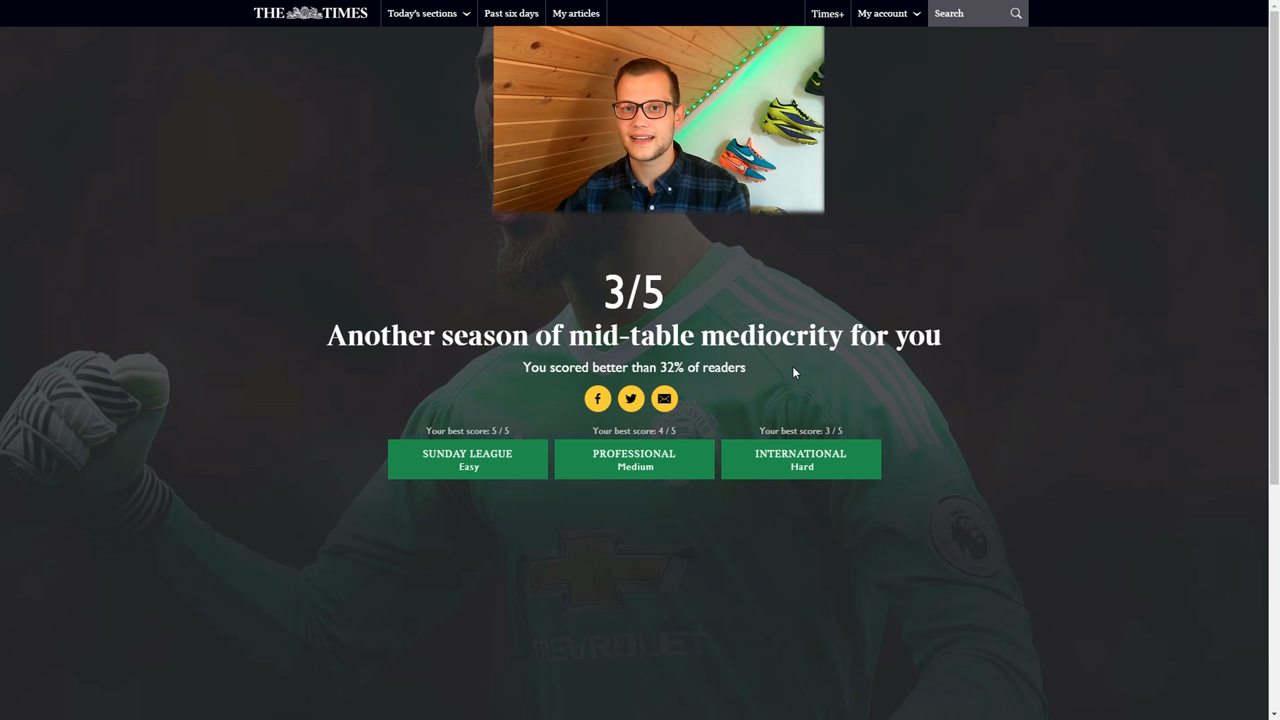 THE TIMES
Today's sections
Past six days
My articles
Times+
My account
Search
3/5
Another season of mid-table mediocrity for you
You scored better than 32% of readers
Your best score: 5 / 5
Your best score: 4 / 5
Your best score: 3 / 5
SUNDAY LEAGUE
Easy
PROFESSIONAL
Medium
INTERNATIONAL
Hard
CHEVROLET